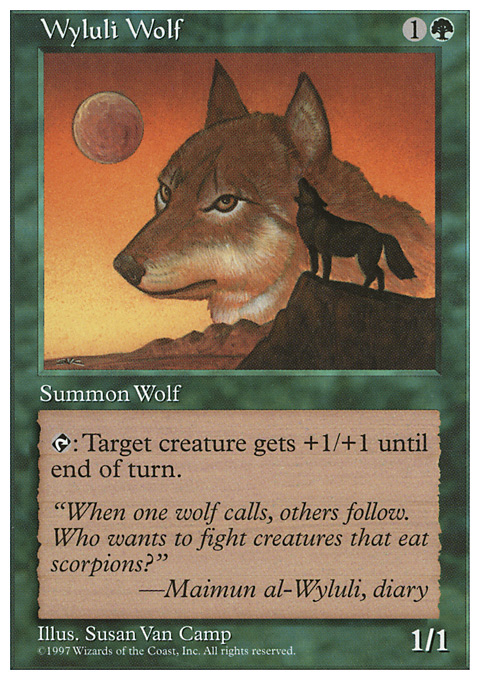 Wyluli Wolf 1
Summon Wolf
: Target creature gets +1/+1 until
end of turn.
“When one wolf calls, others follow.
Who wants to fight creatures that eat
scorpions?”
—Maimun al-Wyluli, diary
Illus. Susan Van Camp
©1997 Wizards of the Coast, Inc. All rights reserved.
1/1